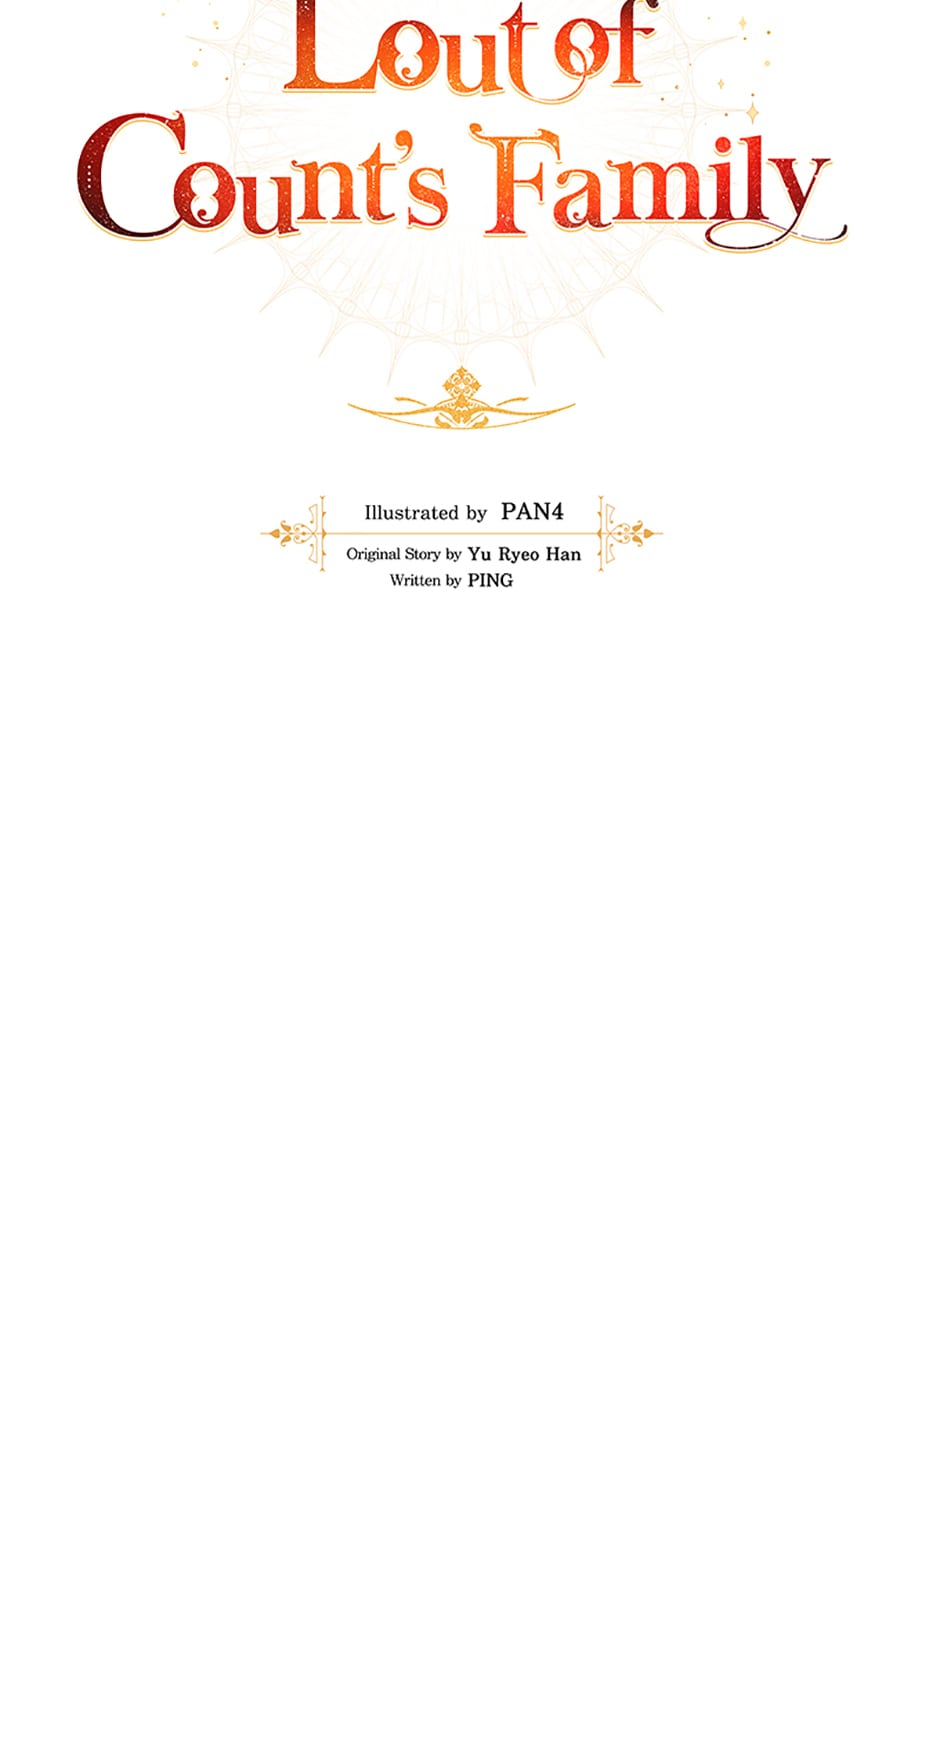 Lout of
Count's Family
Illustrated by PAN4
Original Story by Yu Ryeo Han
Written by PING